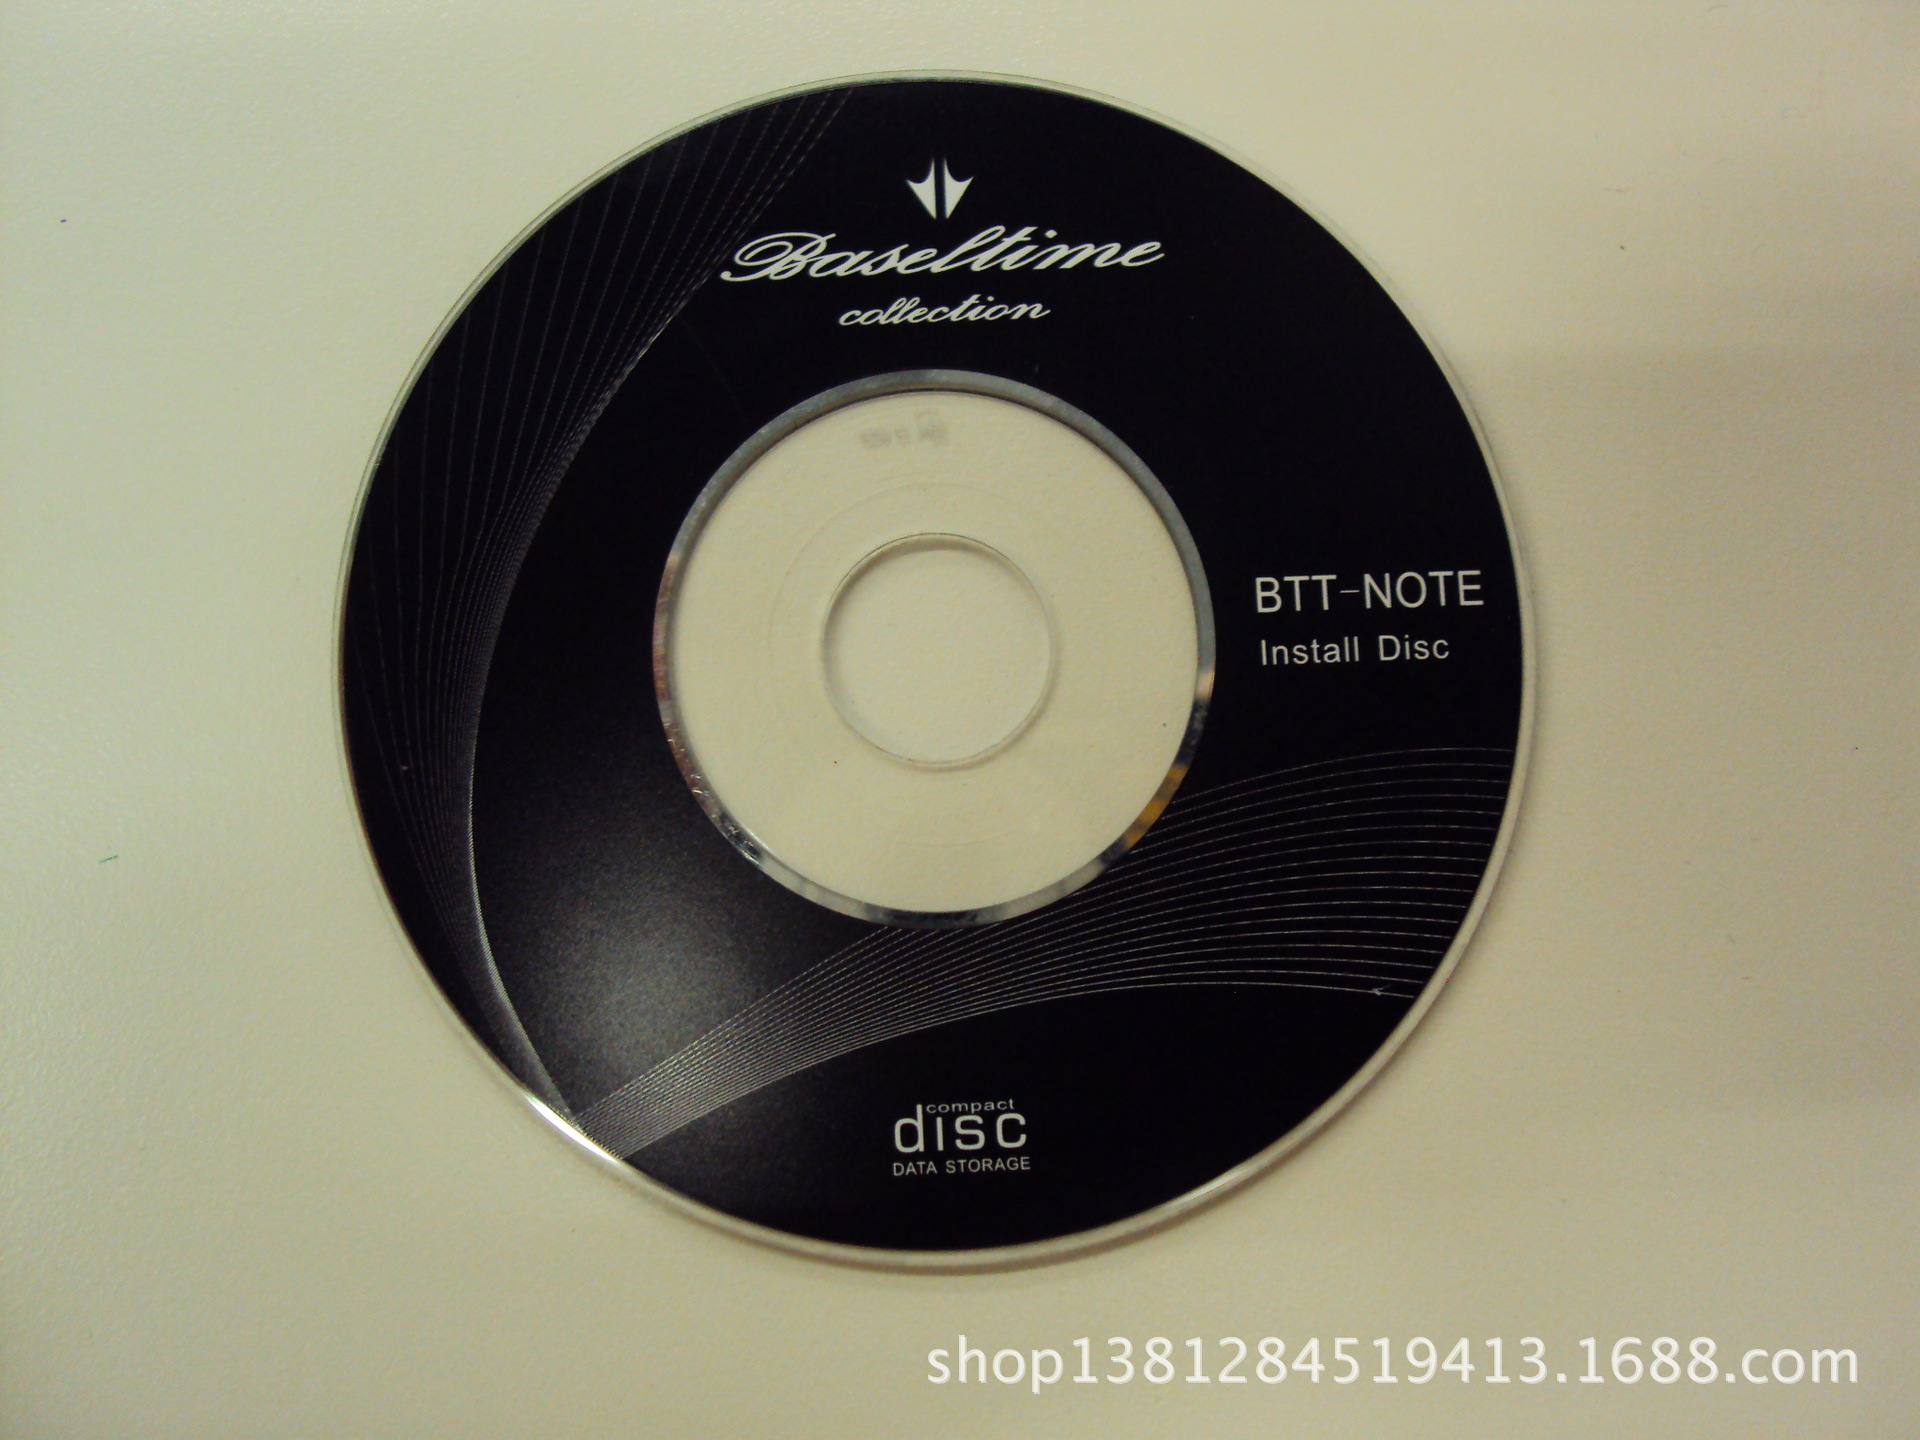 Baseltime
collection
BTT-NOTE
Install Disc
compact
disc
DATA STORAGE
shop1381284519413.1688.com